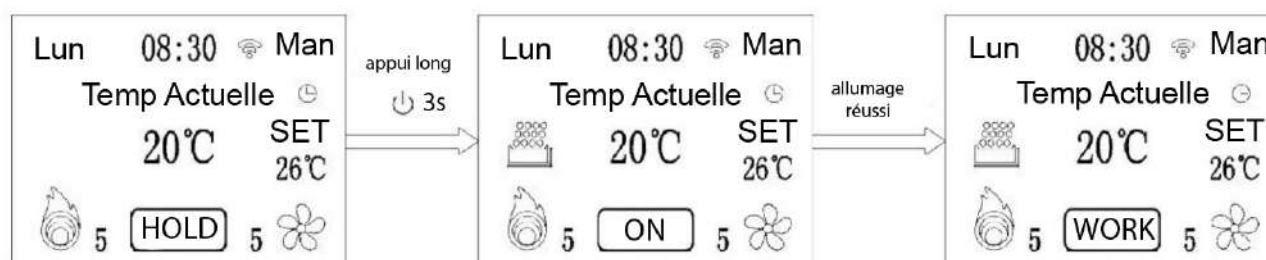 Lun 08:30 Man
Temp Actuelle
20℃ SET
26℃
5 HOLD 5
appui long
3s
Lun 08:30 Man
Temp Actuelle
20℃ SET
26℃
5 ON 5
allumage
réussi
Lun 08:30 Man
Temp Actuelle
20℃ SET
26℃
5 WORK 5